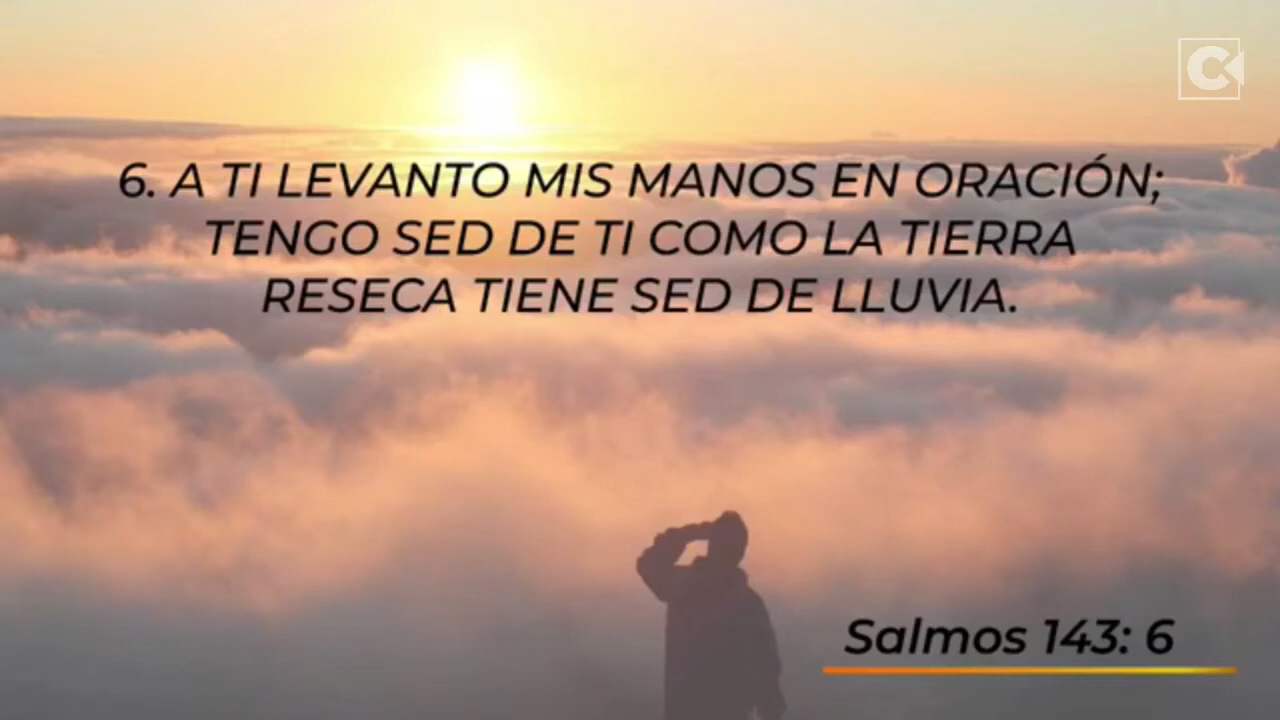 6. A TI LEVANTO MIS MANOS EN ORACIÓN;
TENGO SED DE TI COMO LA TIERRA
RESECA TIENE SED DE LLUVIA.
Salmos 143: 6